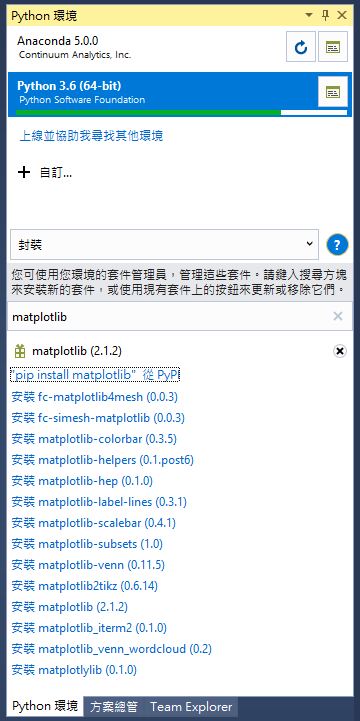 Python 環境
Anaconda 5.0.0
Continuum Analytics, Inc.
Python 3.6 (64-bit)
Python Software Foundation
上線並協助我尋找其他環境
自訂...
封裝
?
您可使用您環境的套件管理員，管理這些套件。請鍵入搜尋方塊
來安裝新的套件，或使用現有套件上的按鈕來更新或移除它們。
matplotlib
matplotlib (2.1.2)
"pip install matplotlib" 從 PyPI
安裝 fc-matplotlib4mesh (0.0.3)
安裝 fc-simesh-matplotlib (0.0.3)
安裝 matplotlib-colorbar (0.3.5)
安裝 matplotlib-helpers (0.1.post6)
安裝 matplotlib-hep (0.1.0)
安裝 matplotlib-label-lines (0.3.1)
安裝 matplotlib-scalebar (0.4.1)
安裝 matplotlib-subsets (1.0)
安裝 matplotlib-venn (0.11.5)
安裝 matplotlib2tikz (0.6.14)
安裝 matplotlib (2.1.2)
安裝 matplotlib_iterm2 (0.1.0)
安裝 matplotlib_venn_wordcloud (0.2)
安裝 matplotlylib (0.1.0)
Python 環境 方案總管 Team Explorer